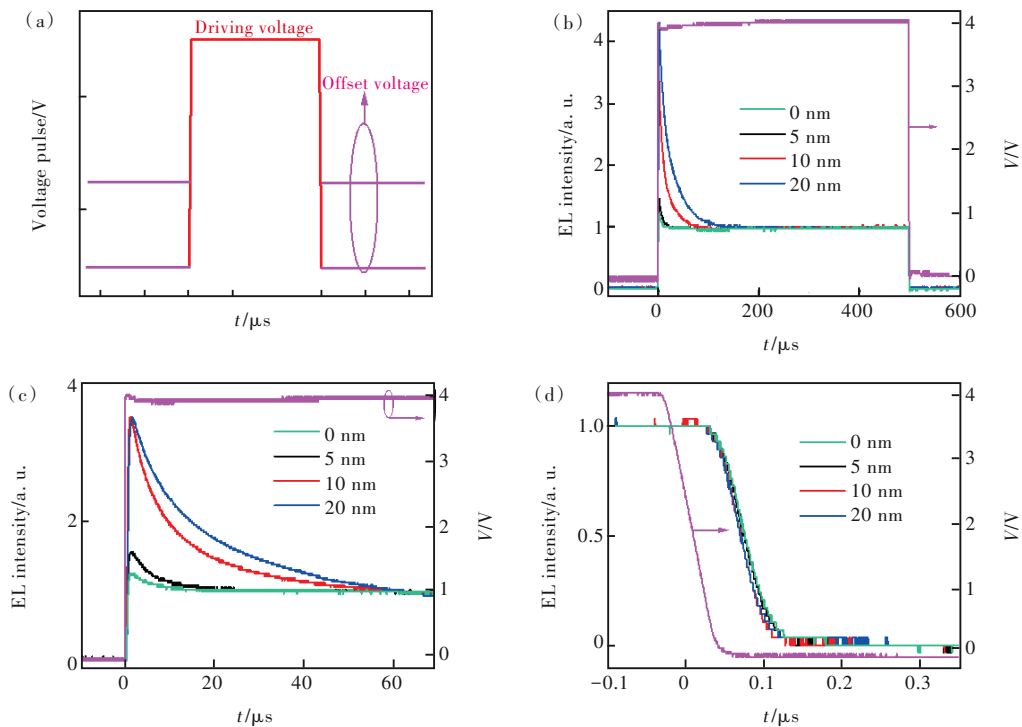 (a)
Driving voltage
Offset voltage
Voltage pulse/V
t/μs
(b)
4
3
2
1
0
EL intensity/a. u.
0 nm
5 nm
10 nm
20 nm
4
3
2
1
0
V/V
0
200
400
600
t/μs
(c)
4
2
0
EL intensity/a. u.
0 nm
5 nm
10 nm
20 nm
4
3
2
1
0
V/V
0
20
40
60
t/μs
(d)
1.0
0.5
0
EL intensity/a. u.
0 nm
5 nm
10 nm
20 nm
4
3
2
1
0
V/V
−0.1
0
0.1
0.2
0.3
t/μs